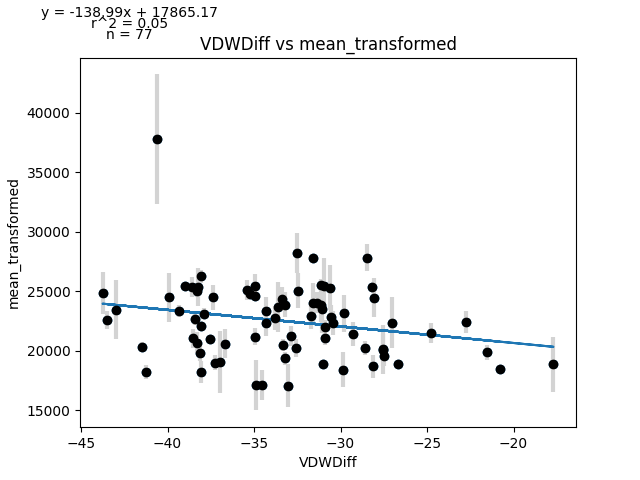 y = -138.99x + 17865.17
r^2 = 0.05
n = 77
VDWDiff vs mean_transformed
mean_transformed
40000
35000
30000
25000
20000
15000
−45
−40
−35
−30
−25
−20
VDWDiff